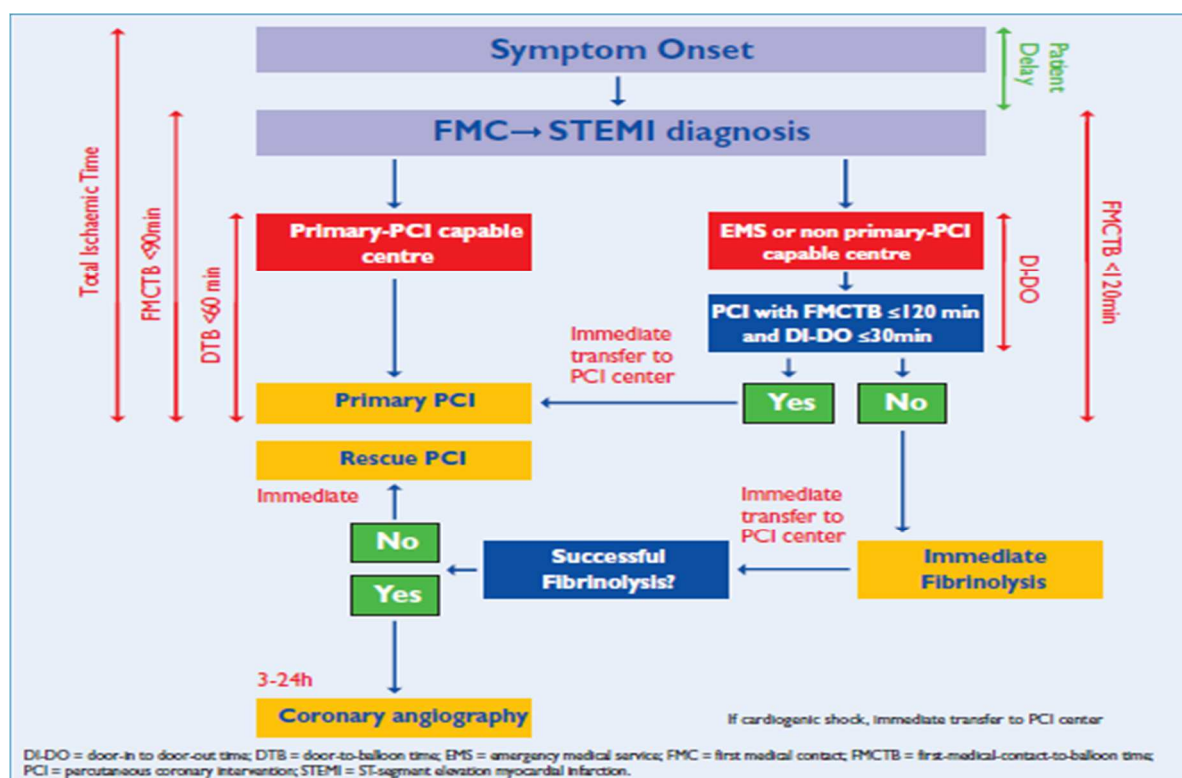 Symptom Onset
Patient
Delay
FMC→ STEMI diagnosis
Total Ischaemic Time
FMCTB <90min
DTB <60 min
Primary-PCI capable
centre
EMS or non primary-PCI
capable centre
DI-DO
FMCTB <120min
PCI with FMCTB ≤120 min
and DI-DO ≤30min
Immediate
transfer to
PCI center
Primary PCI
Yes
No
Rescue PCI
Immediate
No
Yes
Successful
Fibrinolysis?
Immediate
transfer to
PCI center
Immediate
Fibrinolysis
3-24h
Coronary angiography
If cardiogenic shock, immediate transfer to PCI center
DI-DO = door-in to door-out time; DTB = door-to-balloon time; EMS = emergency medical service; FMC = first medical contact; FMCTB = first-medical-contact-to-balloon time;
PCI = percutaneous coronary intervention; STEMI = ST-segment elevation myocardial infarction.